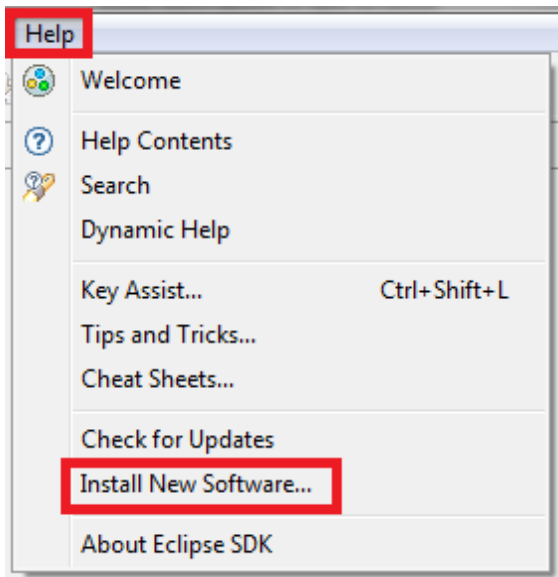 Help
Welcome
Help Contents
Search
Dynamic Help
Key Assist... Ctrl+Shift+L
Tips and Tricks...
Cheat Sheets...
Check for Updates
Install New Software...
About Eclipse SDK